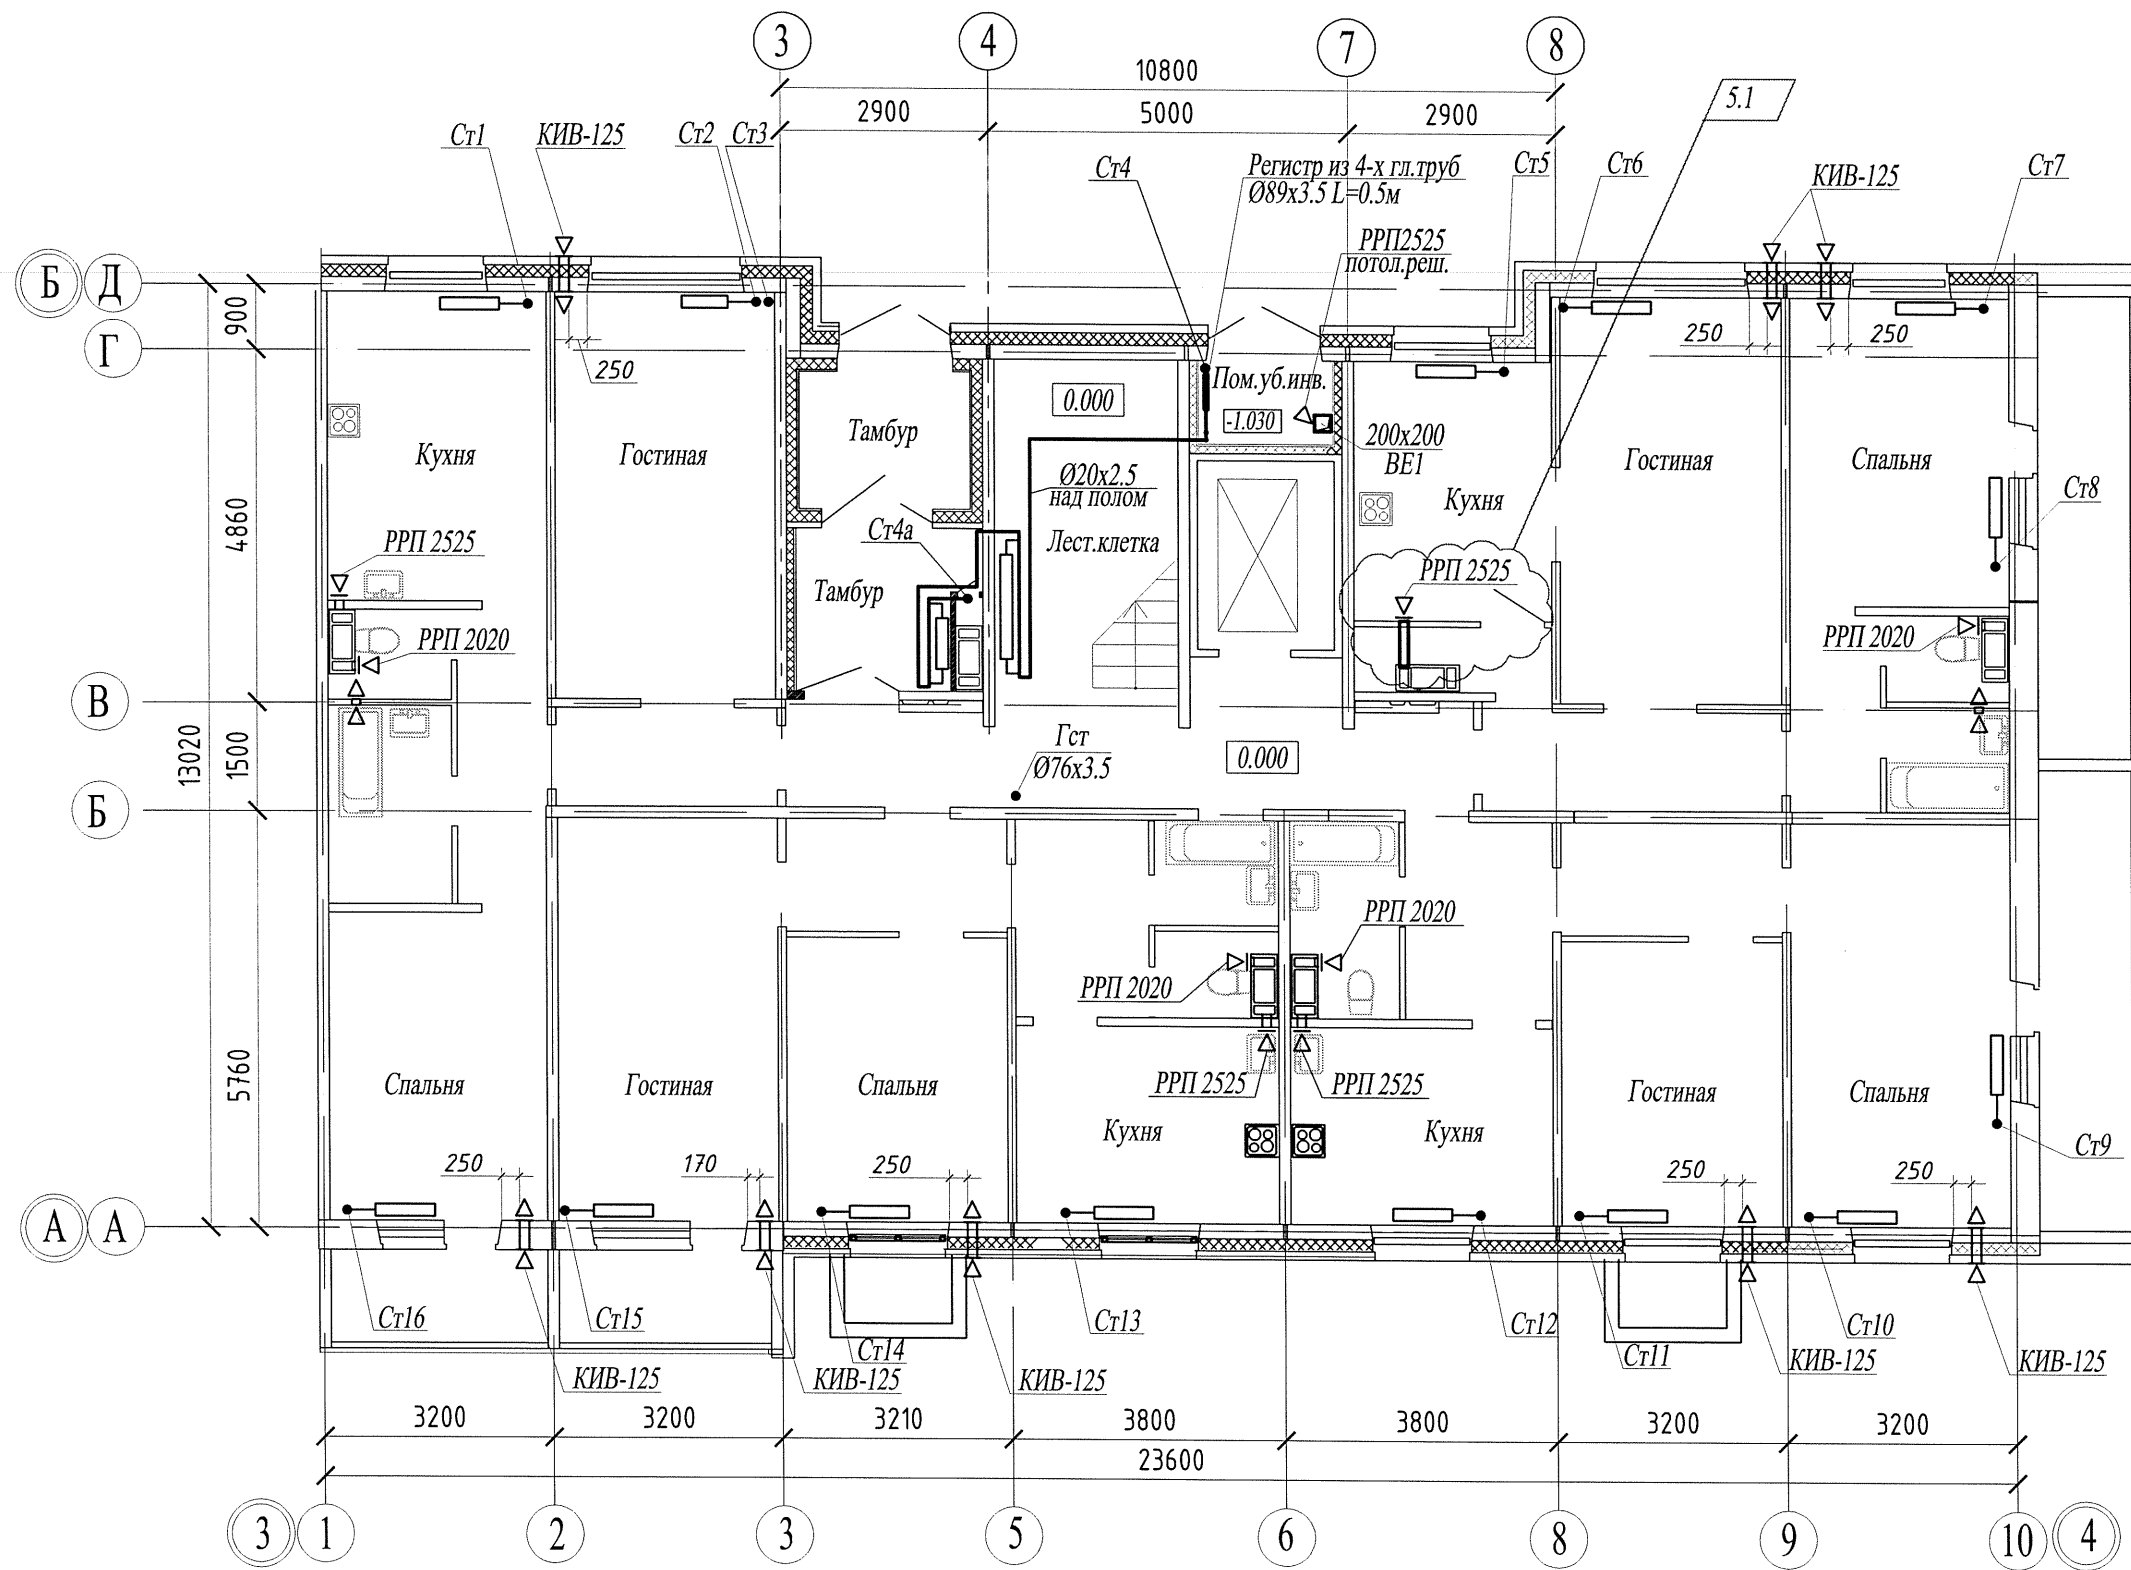 3
4
7
8
10800
2900
5000
2900
5.1
Ст1
КИВ-125
Ст2
Ст3
Ст4
Регистр из 4-х гл.труб
Ø89x3.5 L=0.5м
РРП2525
потол.реш.
Ст5
Ст6
КИВ-125
Ст7
Б
Д
Г
900
250
250
250
0.000
Пом.уб.инв.
-1.030
200x200
ВЕ1
Кухня
Гостиная
Тамбур
Ø20x2.5
над полом
Кухня
Гостиная
Спальня
Ст8
4860
РРП 2525
Ст4а
Лест.клетка
РРП 2525
Тамбур
РРП 2020
РРП 2020
В
13020
1500
Гст
Ø76x3.5
0.000
Б
РРП 2020
РРП 2020
5760
Спальня
Гостиная
Спальня
РРП 2525
РРП 2525
Гостиная
Спальня
Кухня
Кухня
Ст9
250
170
250
250
250
А
А
Ст16
Ст15
Ст14
Ст13
Ст12
Ст11
Ст10
КИВ-125
КИВ-125
КИВ-125
КИВ-125
КИВ-125
3200
3200
3210
3800
3800
3200
3200
23600
3
1
2
3
5
6
8
9
10
4